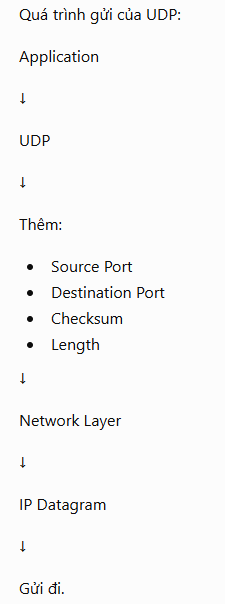 Quá trình gửi của UDP:
Application
↓
UDP
↓
Thêm:
• Source Port
• Destination Port
• Checksum
• Length
↓
Network Layer
↓
IP Datagram
↓
Gửi đi.